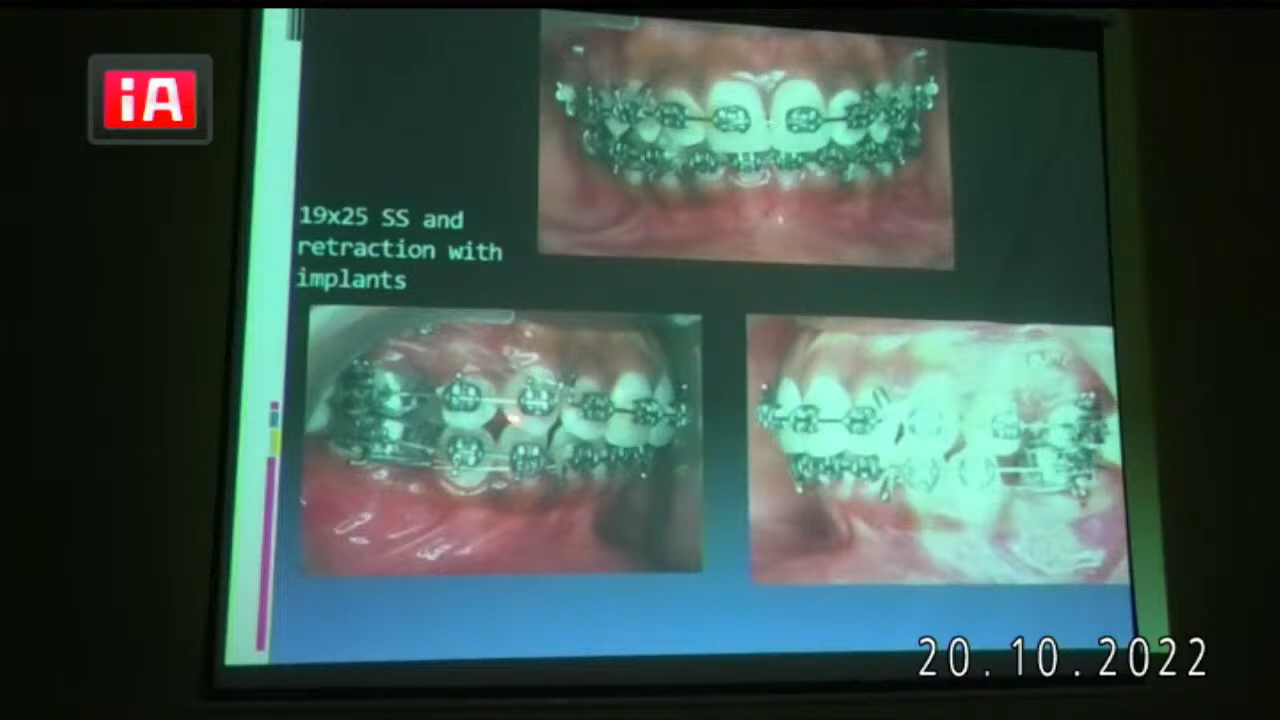 iA
19x25 SS and
retraction with
implants
20.10.2022